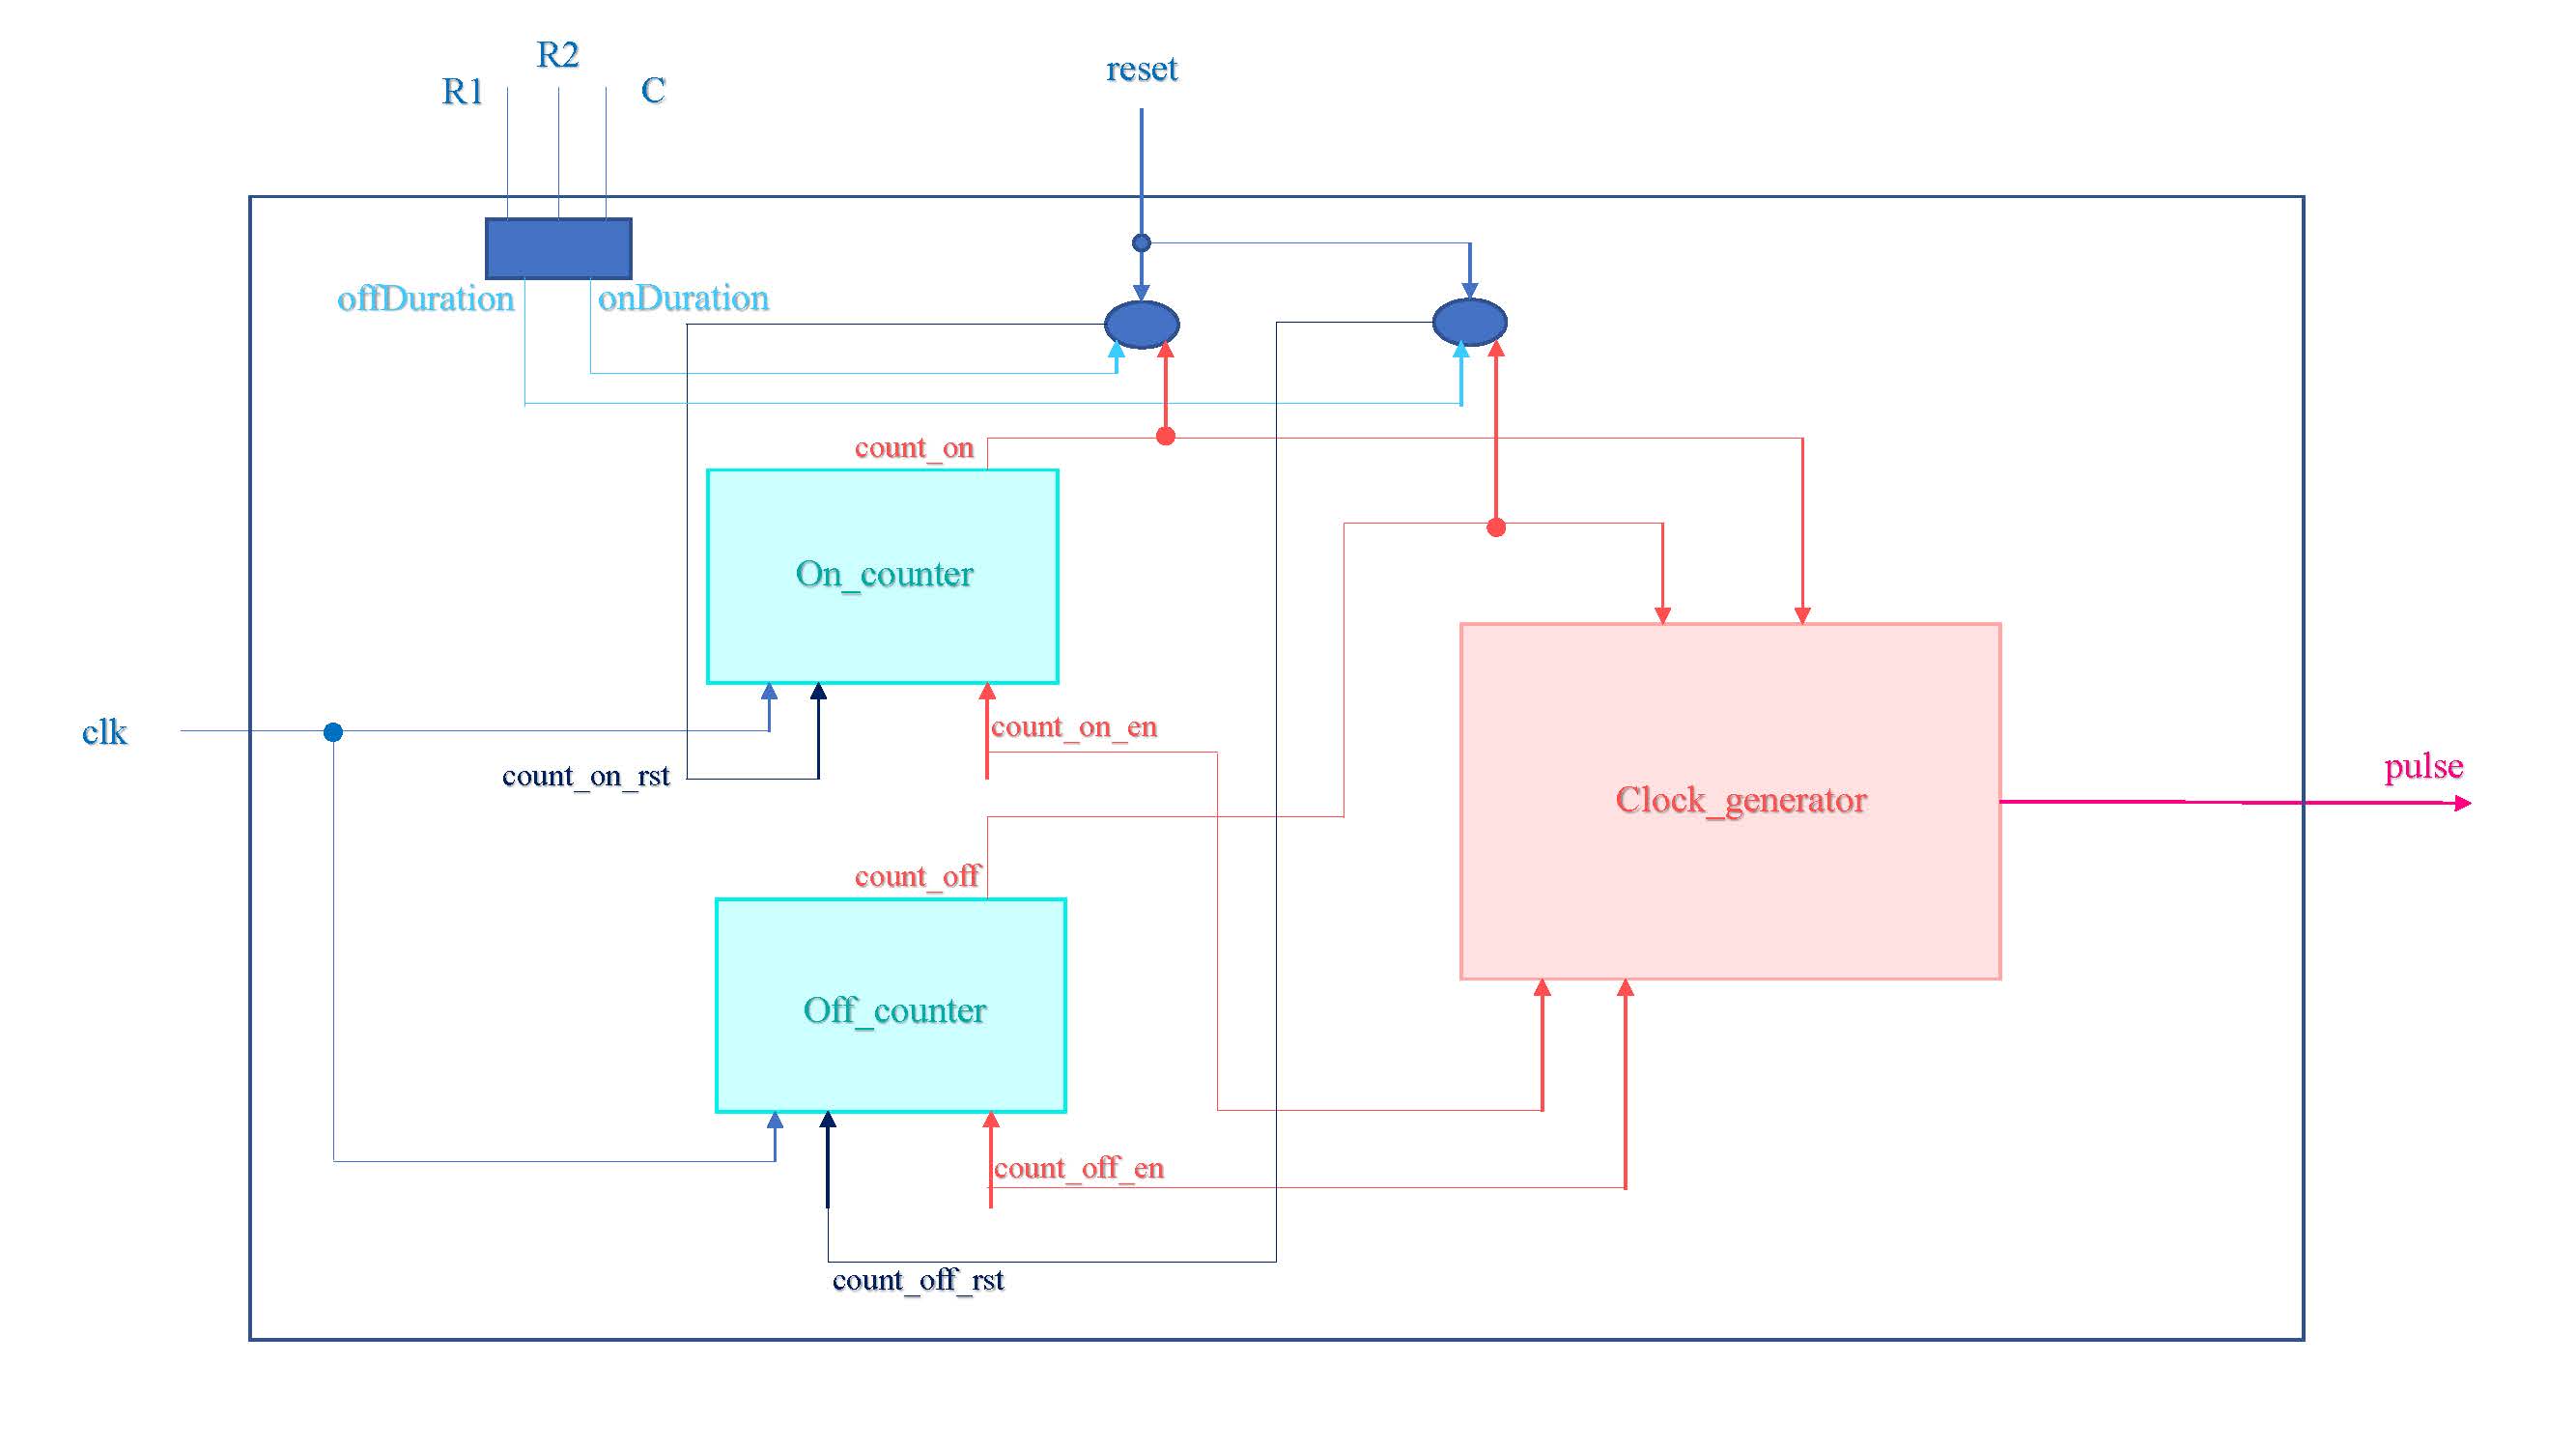 R1
R2
C
reset
offDuration
onDuration
count_on
On_counter
clk
count_on_en
count_on_rst
pulse
Clock_generator
count_off
Off_counter
count_off_en
count_off_rst